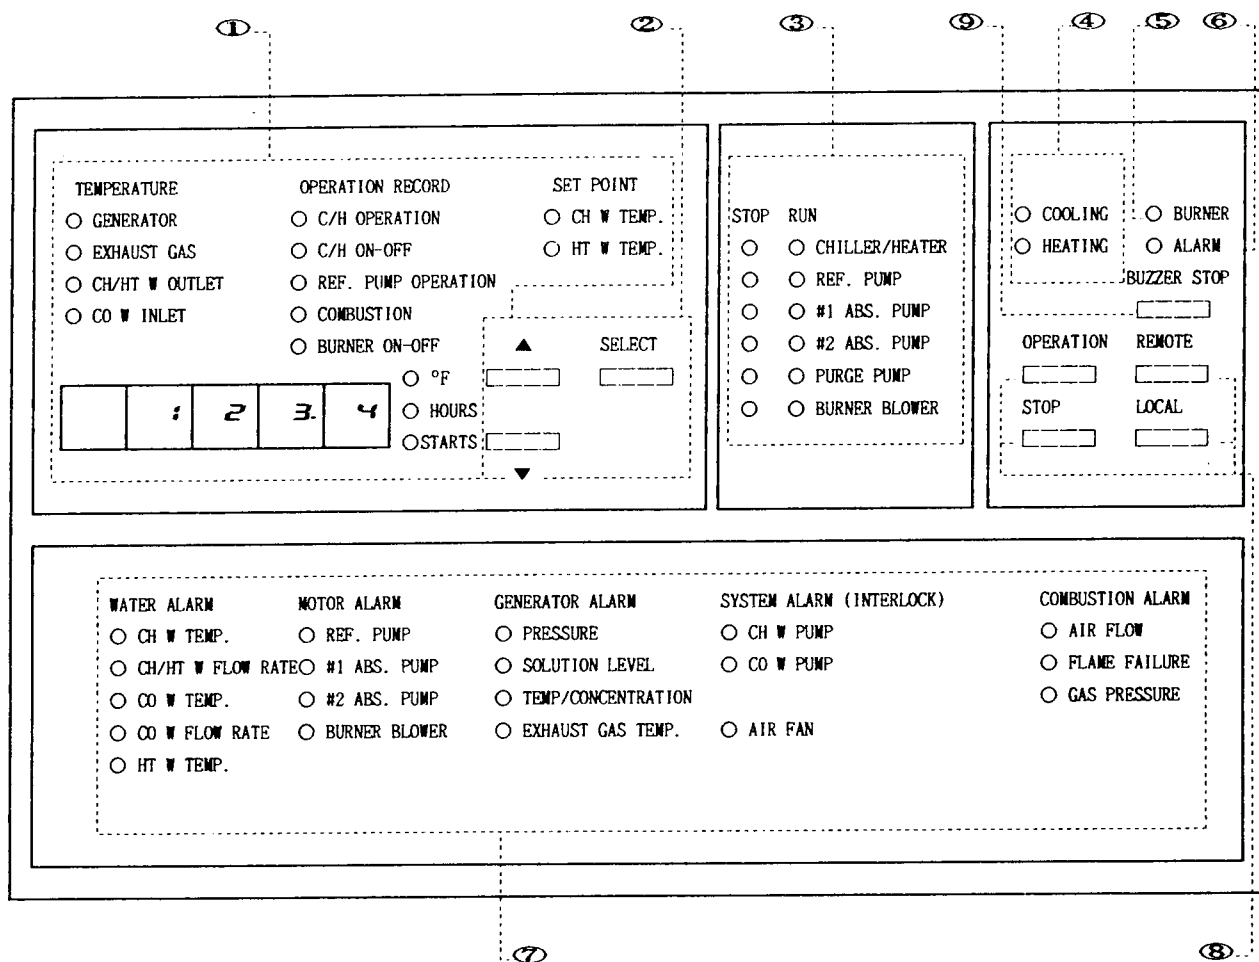 ① ② ③ ⑨ ④ ⑤ ⑥
TEMPERATURE
○ GENERATOR
○ EXHAUST GAS
○ CH/HT W OUTLET
○ CO W INLET
OPERATION RECORD
○ C/H OPERATION
○ C/H ON-OFF
○ REF. PUMP OPERATION
○ COMBUSTION
○ BURNER ON-OFF
SET POINT
○ CH W TEMP.
○ HT W TEMP.
1 2 3. 4
○ °F
○ HOURS
○ STARTS
▲ SELECT
▼
STOP RUN
○ ○ CHILLER/HEATER
○ ○ REF. PUMP
○ ○ #1 ABS. PUMP
○ ○ #2 ABS. PUMP
○ ○ PURGE PUMP
○ ○ BURNER BLOWER
○ COOLING ○ BURNER
○ HEATING ○ ALARM
BUZZER STOP
OPERATION REMOTE
STOP LOCAL
WATER ALARM
○ CH W TEMP.
○ CH/HT W FLOW RATE
○ CO W TEMP.
○ CO W FLOW RATE
○ HT W TEMP.
MOTOR ALARM
○ REF. PUMP
○ #1 ABS. PUMP
○ #2 ABS. PUMP
○ BURNER BLOWER
GENERATOR ALARM
○ PRESSURE
○ SOLUTION LEVEL
○ TEMP/CONCENTRATION
○ EXHAUST GAS TEMP.
SYSTEM ALARM (INTERLOCK)
○ CH W PUMP
○ CO W PUMP
○ AIR FAN
COMBUSTION ALARM
○ AIR FLOW
○ FLAME FAILURE
○ GAS PRESSURE
⑦ ⑧